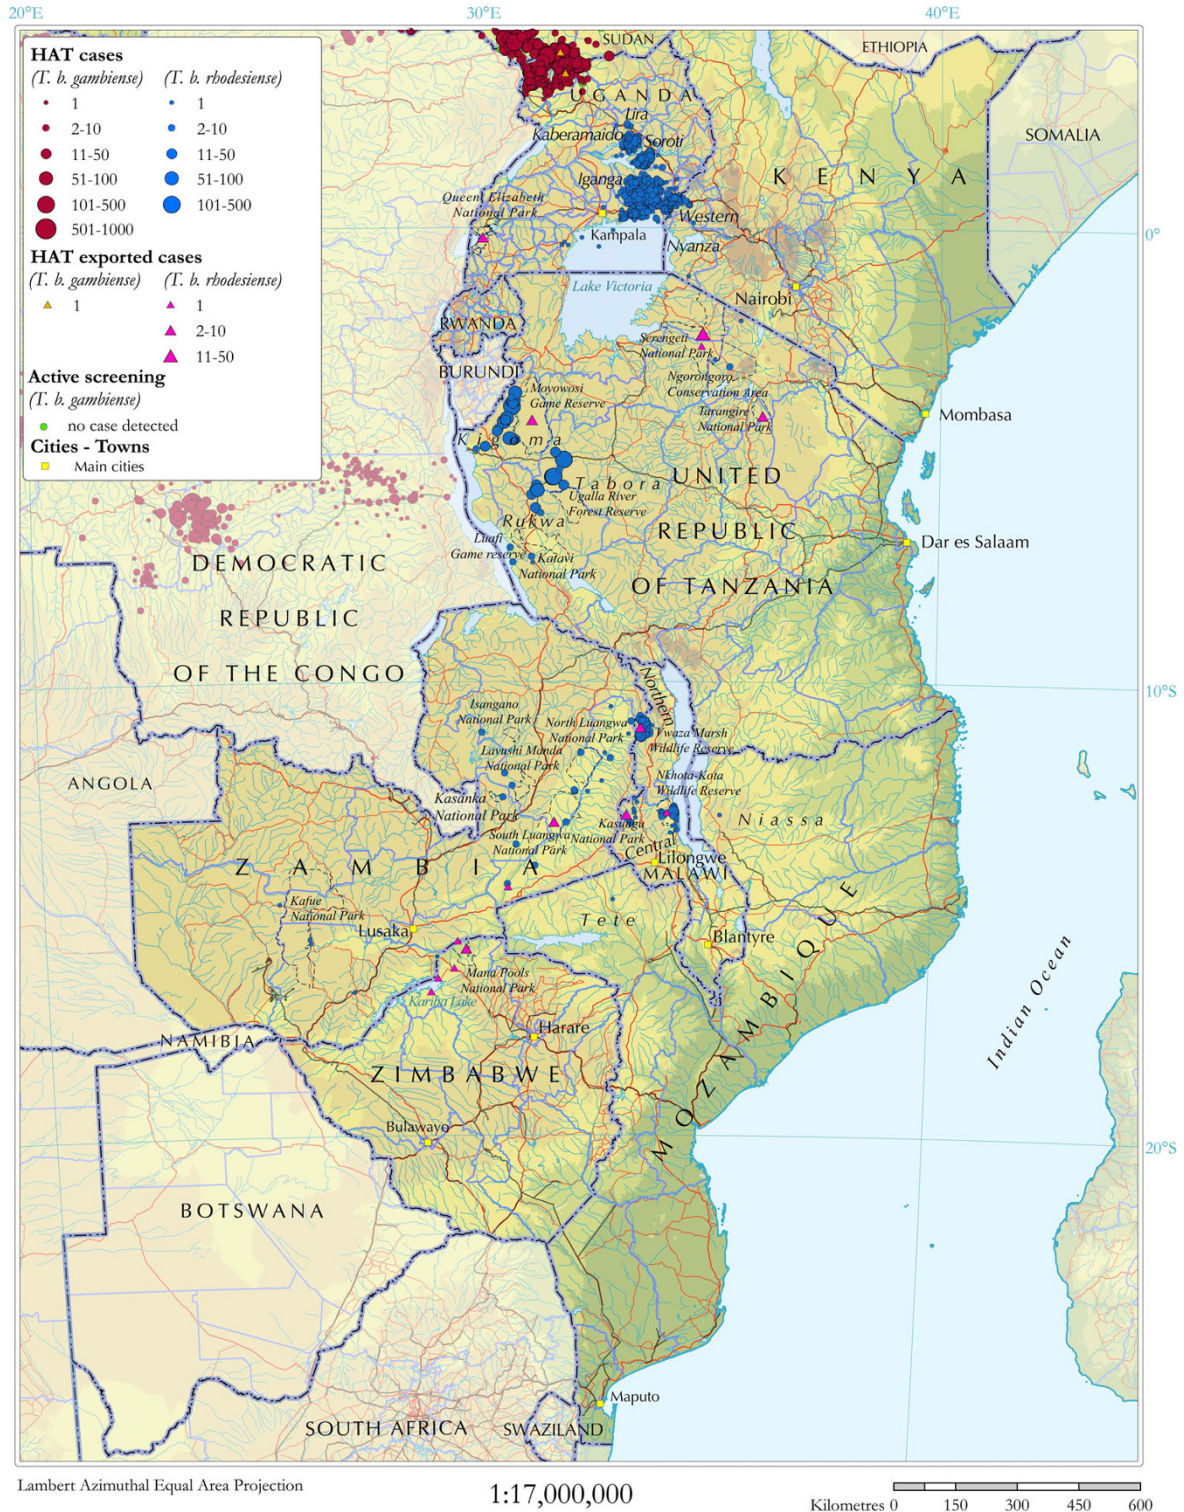 20°E
30°E
40°E
HAT cases
(T. b. gambiense) (T. b. rhodesiense)
1 1
2-10 2-10
11-50 11-50
51-100 51-100
101-500 101-500
501-1000
HAT exported cases
(T. b. gambiense) (T. b. rhodesiense)
1 1
2-10
11-50
Active screening
(T. b. gambiense)
no case detected
Cities - Towns
Main cities
SUDAN
ETHIOPIA
UGANDA
Lira
Kaberamaido
Soroti
SOMALIA
Iganga
KENYA
Queen Elizabeth
National Park
Western
Kampala
Nyanza
0°
Lake Victoria
Nairobi
RWANDA
Serengeti
National Park
BURUNDI
Ngorongoro
Conservation Area
Moyowosi
Game Reserve
Tarangire
National Park
Mombasa
Kigoma
UNITED
Tabora
Ugalla River
Forest Reserve
Rukwa
REPUBLIC
Luafi
Game reserve
Dar es Salaam
Katavi
National Park
DEMOCRATIC
OF TANZANIA
REPUBLIC
OF THE CONGO
Northern
10°S
Isangano
National Park
North Luangwa
National Park
Vwaza Marsh
Wildlife Reserve
Lavushi Manda
National Park
ANGOLA
Nkhota-Kota
Wildlife Reserve
Kasanka
National Park
Niassa
South Luangwa
National Park
Kasungu
National Park
Central
Lilongwe
ZAMBIA
MALAWI
Kafue
National Park
Tete
Lusaka
Blantyre
Mana Pools
National Park
Kariba Lake
MOZAMBIQUE
Indian Ocean
Harare
NAMIBIA
ZIMBABWE
Bulawayo
20°S
BOTSWANA
Maputo
SOUTH AFRICA
SWAZILAND
Lambert Azimuthal Equal Area Projection
1:17,000,000
Kilometres 0 150 300 450 600